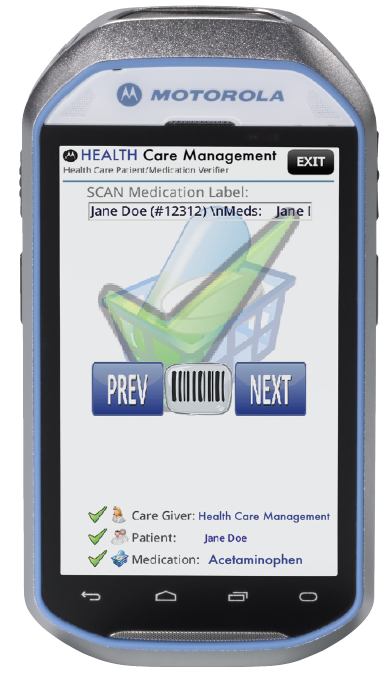 MOTOROLA
HEALTH Care Management
EXIT
Health Care Patient/Medication Verifier
SCAN Medication Label:
Jane Doe (#12312) \nMeds: Jane
PREV
NEXT
Care Giver: Health Care Management
Patient: Jane Doe
Medication: Acetaminophen